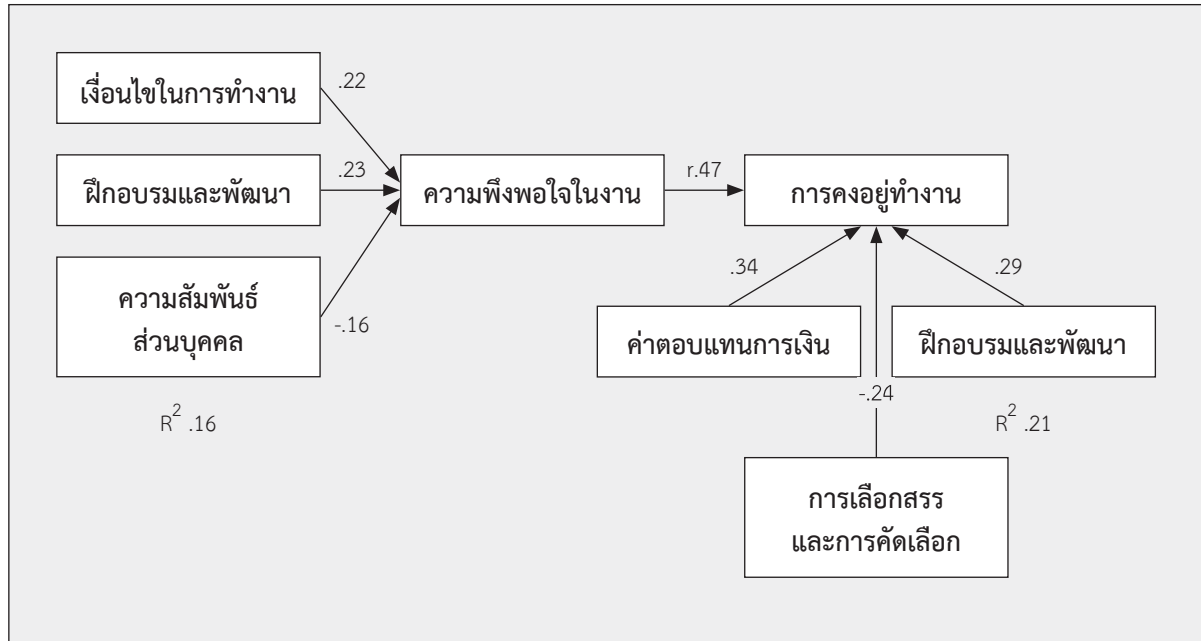 เงื่อนไขในการทำงาน
.22
ฝึกอบรมและพัฒนา
.23
ความพึงพอใจในงาน
r.47
การคงอยู่ทำงาน
ความสัมพันธ์
ส่วนบุคคล
-.16
R² .16
.34
.29
ค่าตอบแทนการเงิน
ฝึกอบรมและพัฒนา
-.24
R² .21
การเลือกสรร
และการคัดเลือก